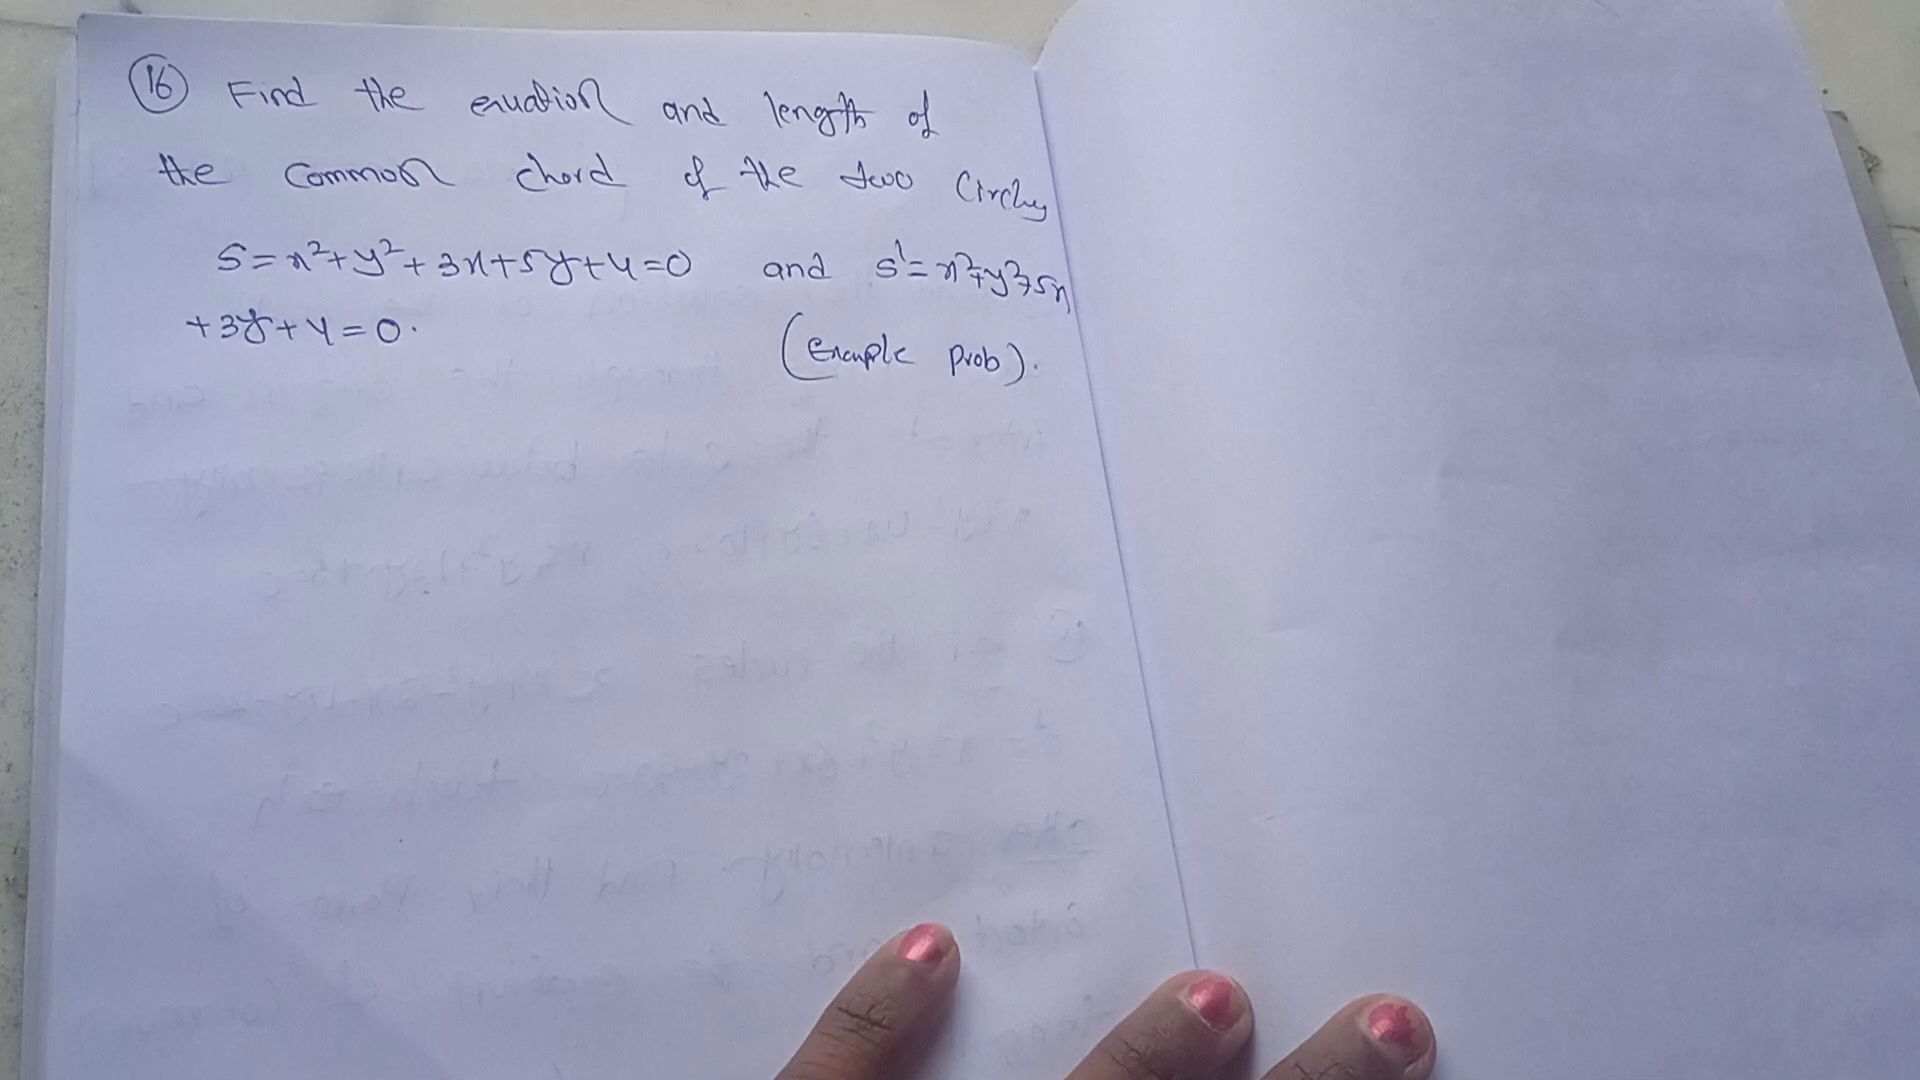 16 Find the enuation and length of
the common chord of the two Circles
S = x² + y² + 3x + 5y + 4 = 0 and S' = x² + y² + 5x
+ 3y + 4 = 0.
(Example prob).